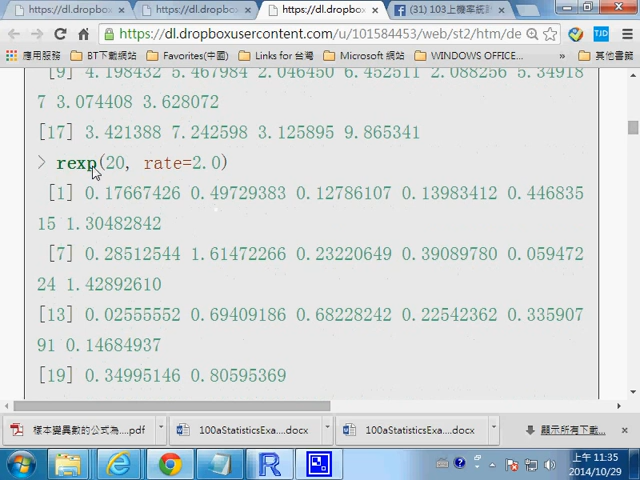 https://dl.dropbox
https://dl.dropbox
https://dl.dropbox
(31) 103上機率統計
https://dl.dropboxusercontent.com/u/101584453/web/st2/htm/de
應用服務
BT下載網站
Favorites(中國)
Links for 台灣
Microsoft 網站
WINDOWS OFFICE...
»
其他書籤
[9] 4.198432 5.467984 2.046450 6.452511 2.088256 5.34918
7 3.074408 3.628072
[17] 3.421388 7.242598 3.125895 9.865341
> rexp(20, rate=2.0)
[1] 0.17667426 0.49729383 0.12786107 0.13983412 0.446835
15 1.30482842
[7] 0.28512544 1.61472266 0.23220649 0.39089780 0.059472
24 1.42892610
[13] 0.02555552 0.69409186 0.68228242 0.22542362 0.335907
91 0.14684937
[19] 0.34995146 0.80595369
樣本變異數的公式為....pdf
100aStatisticsExa....docx
100aStatisticsExa....docx
顯示所有下載...
上午 11:35
2014/10/29